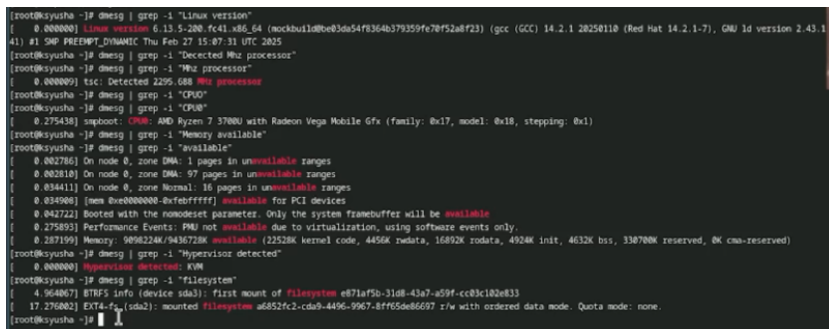 [root@ksyusha ~]# dmesg | grep -i "Linux version"
[    0.000000] Linux version 6.13.5-200.fc41.x86_64 (mockbuild@be03da54f8364b379359fe70f52a8f23) (gcc (GCC) 14.2.1 20250110 (Red Hat 14.2.1-7), GNU ld version 2.43.1
41) #1 SMP PREEMPT_DYNAMIC Thu Feb 27 15:07:31 UTC 2025
[root@ksyusha ~]# dmesg | grep -i "Decected Mhz processor"
[root@ksyusha ~]# dmesg | grep -i "Mhz processor"
[    0.000009] tsc: Detected 2295.688 MHz processor
[root@ksyusha ~]# dmesg | grep -i "CPUO"
[root@ksyusha ~]# dmesg | grep -i "CPU0"
[    0.275438] smpboot: CPU0: AMD Ryzen 7 3700U with Radeon Vega Mobile Gfx (family: 0x17, model: 0x18, stepping: 0x1)
[root@ksyusha ~]# dmesg | grep -i "Memory available"
[root@ksyusha ~]# dmesg | grep -i "available"
[    0.002786] On node 0, zone DMA: 1 pages in unavailable ranges
[    0.002810] On node 0, zone DMA: 97 pages in unavailable ranges
[    0.034411] On node 0, zone Normal: 16 pages in unavailable ranges
[    0.034908] [mem 0xe0000000-0xfebfffff] available for PCI devices
[    0.042722] Booted with the nomodeset parameter. Only the system framebuffer will be available
[    0.275893] Performance Events: PMU not available due to virtualization, using software events only.
[    0.287199] Memory: 9098224K/9436728K available (22528K kernel code, 4456K rwdata, 16892K rodata, 4924K init, 4632K bss, 330700K reserved, 0K cma-reserved)
[root@ksyusha ~]# dmesg | grep -i "Hypervisor detected"
[    0.000000] Hypervisor detected: KVM
[root@ksyusha ~]# dmesg | grep -i "filesystem"
[    4.964067] BTRFS info (device sda3): first mount of filesystem e871af5b-31d8-43a7-a59f-cc03c102e833
[   17.276002] EXT4-fs (sda2): mounted filesystem a6852fc2-cda9-4496-9967-8ff65de86697 r/w with ordered data mode. Quota mode: none.
[root@ksyusha ~]#